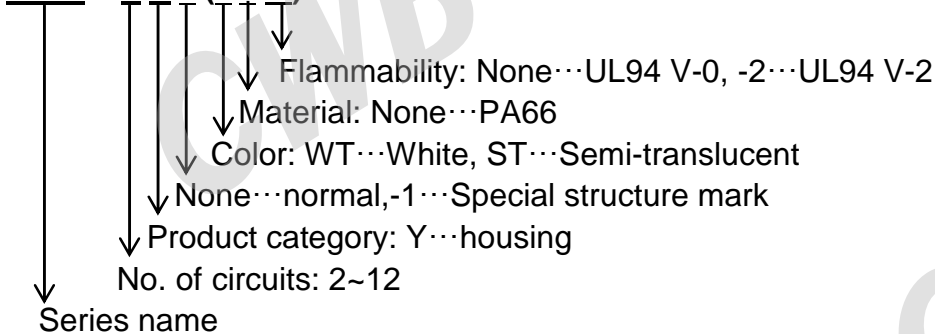 Flammability: None···UL94 V-0, -2···UL94 V-2
Material: None···PA66
Color: WT···White, ST···Semi-translucent
None···normal,-1···Special structure mark
Product category: Y···housing
No. of circuits: 2~12
Series name
CWB